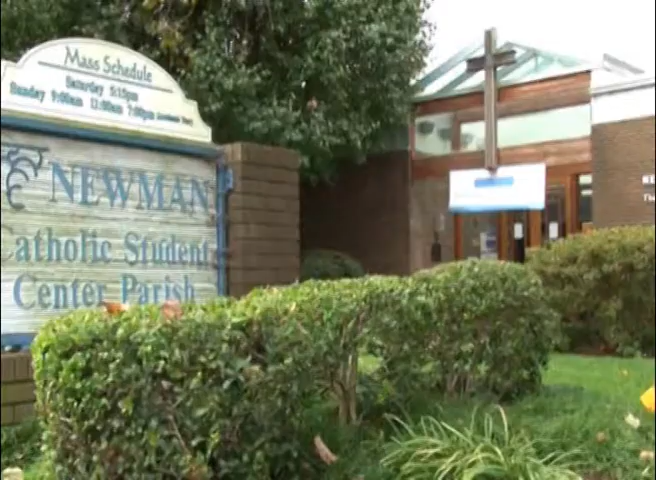 Mass Schedule
Saturday 5:15pm
Sunday 9:00am 11:00am 7:00pm
NEWMAN
Catholic Student
Center Parish